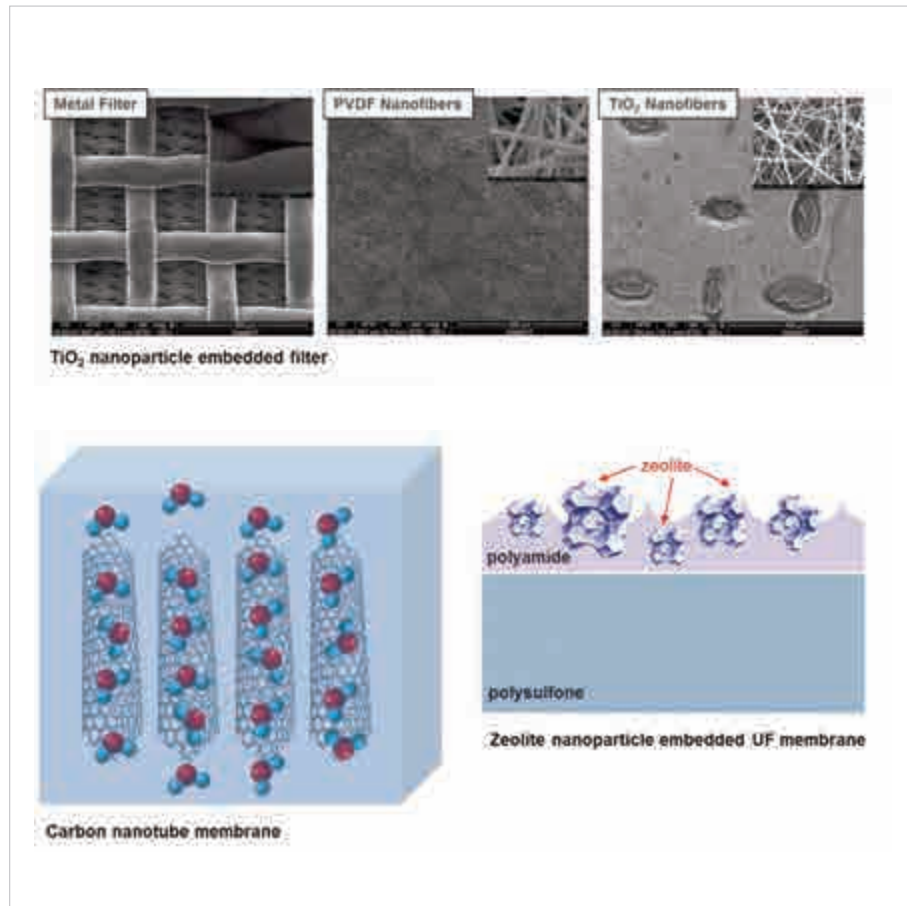 Metal Filter
PVDF Nanofibers
TiO₂ Nanofibers
TiO₂ nanoparticle embedded filter
zeolite
polyamide
polysulfone
Zeolite nanoparticle embedded UF membrane
Carbon nanotube membrane